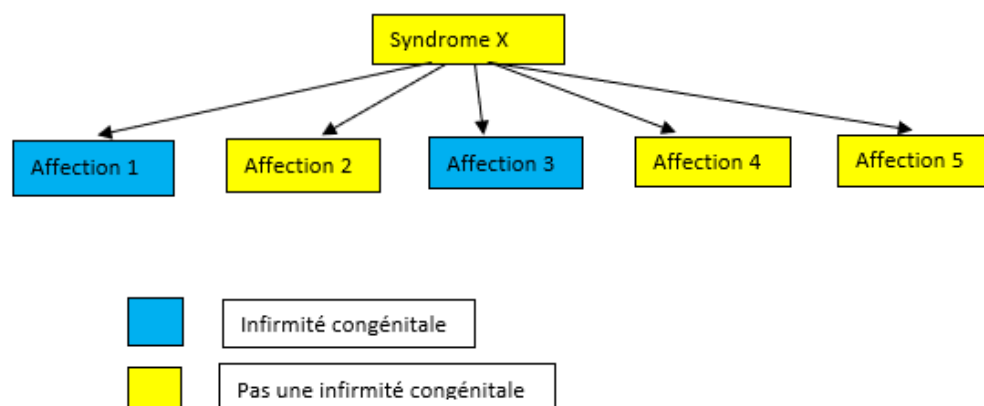 Syndrome X
Affection 1
Affection 2
Affection 3
Affection 4
Affection 5
Infirmité congénitale
Pas une infirmité congénitale